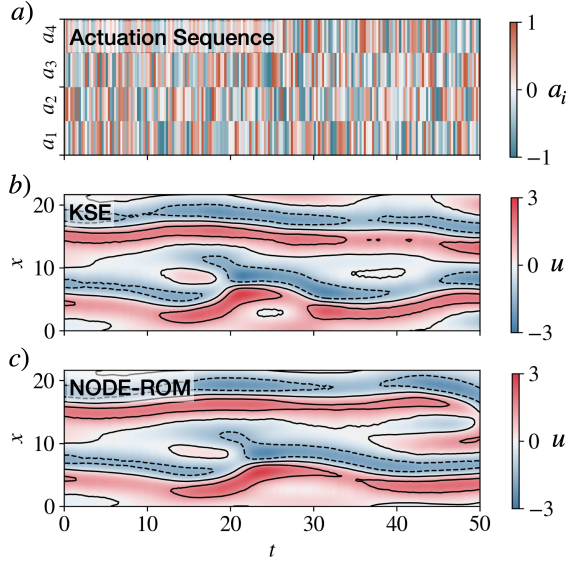 a)
Actuation Sequence
a₄
a₃
a₂
a₁
1
0
−1
aᵢ
b)
KSE
20
10
0
x
3
0
−3
u
c)
NODE-ROM
20
10
0
x
3
0
−3
u
0 10 20 30 40 50
t